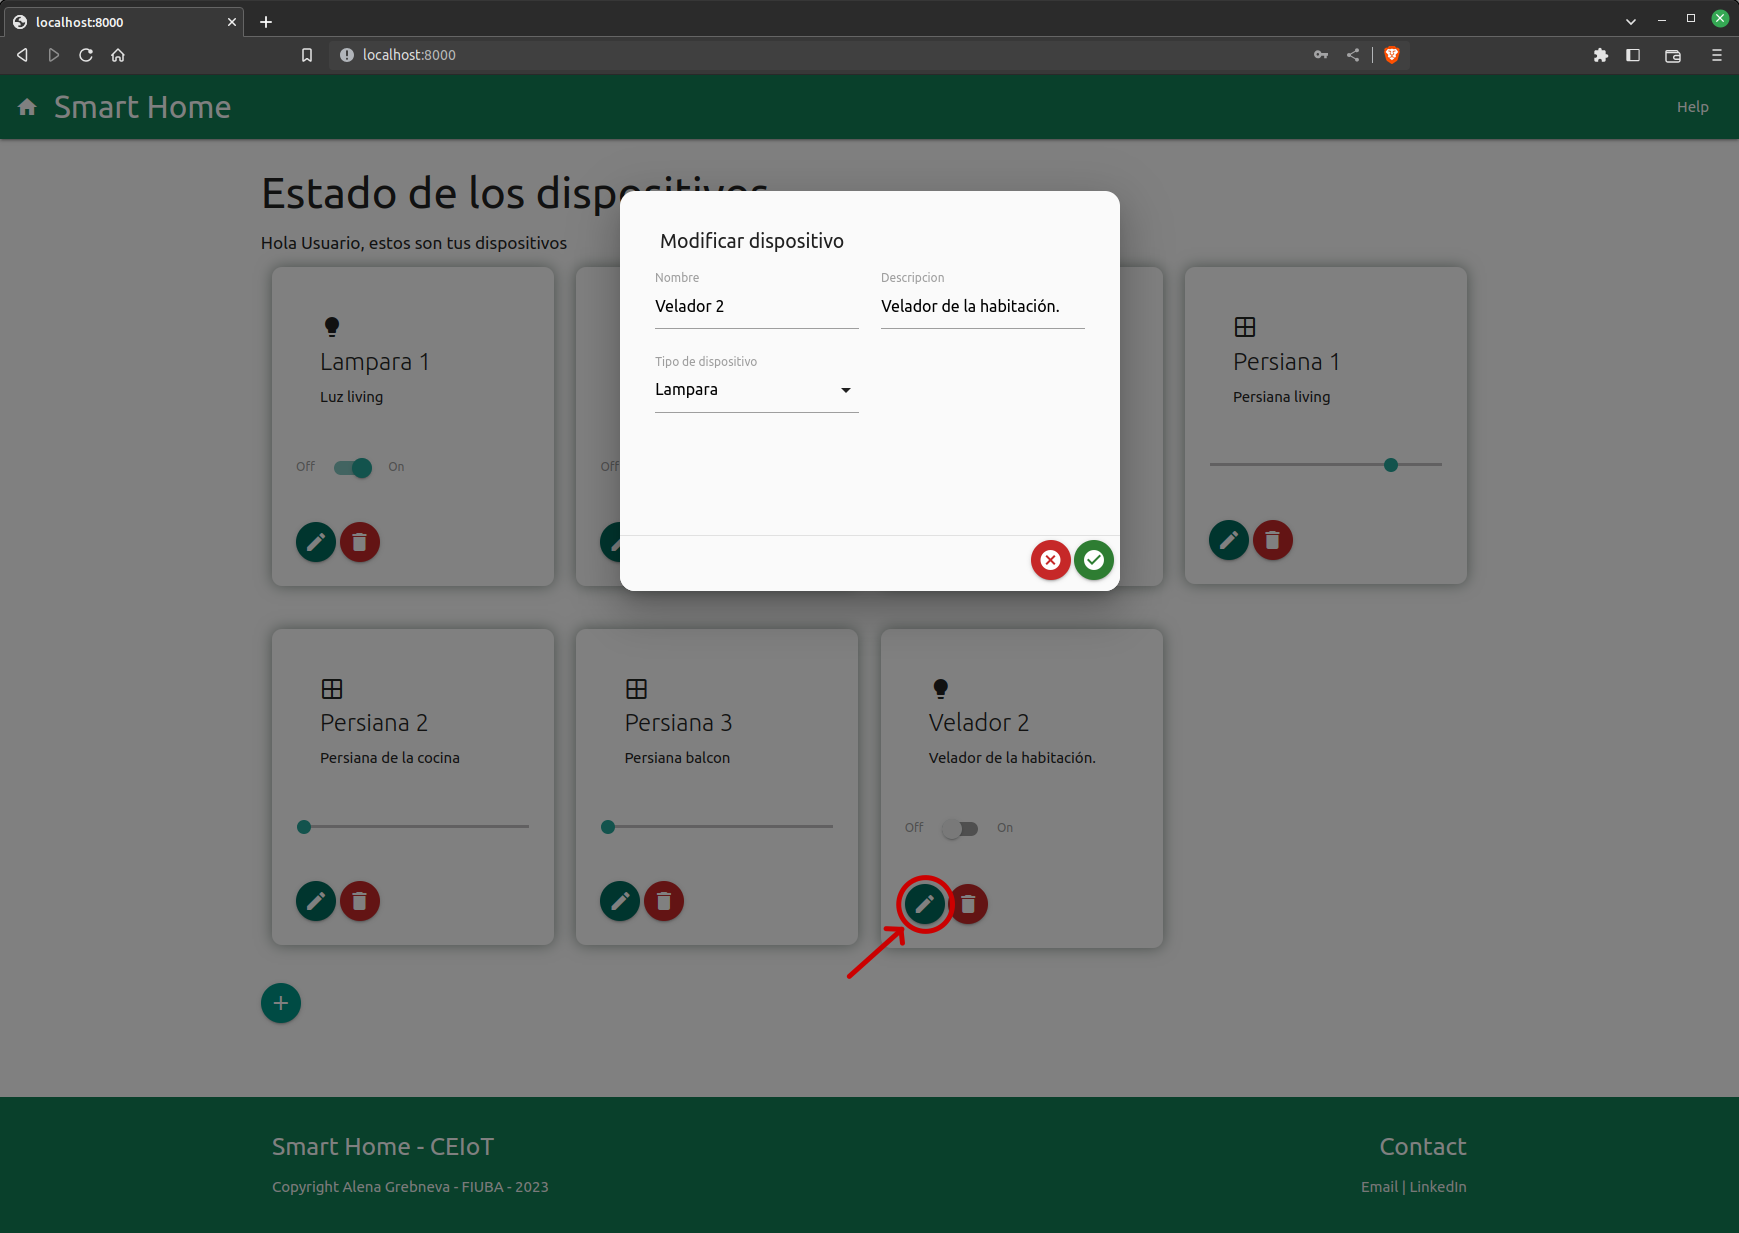 localhost:8000
localhost:8000
Smart Home
Help
Estado de los dispositivos
Hola Usuario, estos son tus dispositivos
Modificar dispositivo
Nombre
Descripcion
Velador 2
Velador de la habitación.
Tipo de dispositivo
Lampara
Lampara 1
Luz living
Off
On
Off
Persiana 1
Persiana living
Persiana 2
Persiana de la cocina
Persiana 3
Persiana balcon
Velador 2
Velador de la habitación.
Off
On
Smart Home - CEIoT
Copyright Alena Grebneva - FIUBA - 2023
Contact
Email | LinkedIn